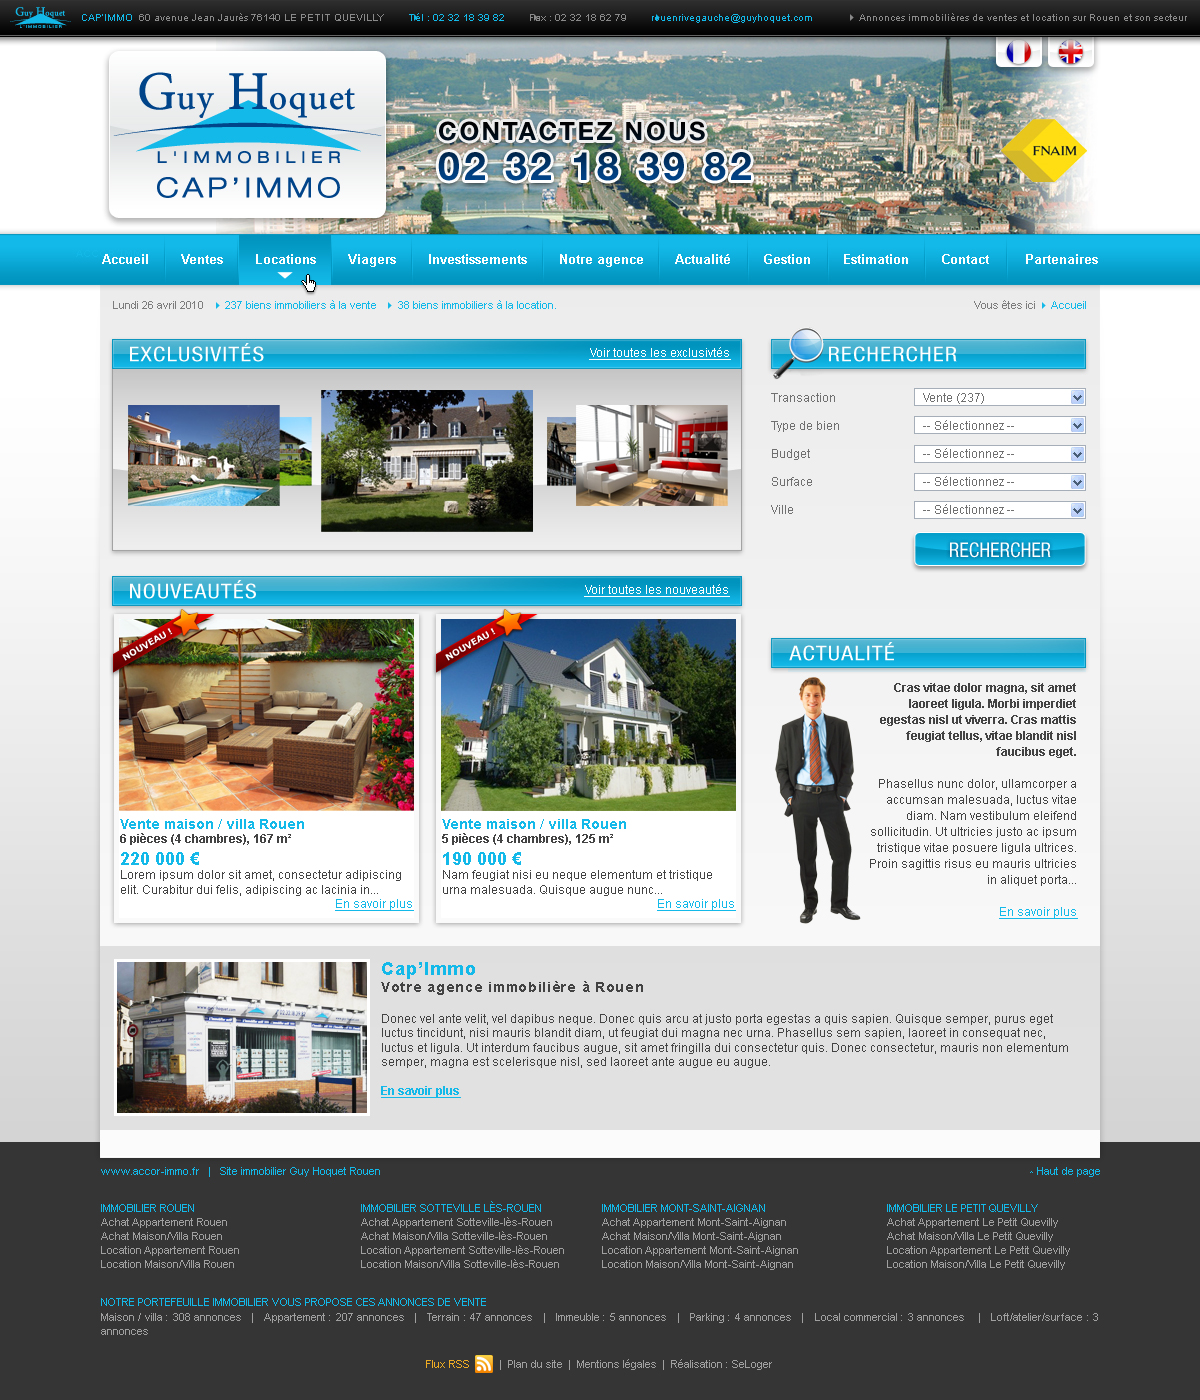 Guy Hoquet
L'IMMOBILIER
CAP'IMMO 60 avenue Jean Jaurès 76140 LE PETIT QUEVILLY Tél : 02 32 18 39 82 Fax : 02 32 18 62 79 rouenrivegauche@guyhoquet.com Annonces immobilières de ventes et location sur Rouen et son secteur
Guy Hoquet
L'IMMOBILIER
CAP'IMMO
CONTACTEZ NOUS
02 32 18 39 82
FNAIM
Accueil Ventes Locations Viagers Investissements Notre agence Actualité Gestion Estimation Contact Partenaires
Lundi 26 avril 2010 237 biens immobiliers à la vente 38 biens immobiliers à la location. Vous êtes ici Accueil
EXCLUSIVITÉS Voir toutes les exclusivtés
RECHERCHER
Transaction Vente (237)
Type de bien -- Sélectionnez --
Budget -- Sélectionnez --
Surface -- Sélectionnez --
Ville -- Sélectionnez --
RECHERCHER
NOUVEAUTÉS Voir toutes les nouveautés
NOUVEAU !
Vente maison / villa Rouen
6 pièces (4 chambres), 167 m²
220 000 €
Lorem ipsum dolor sit amet, consectetur adipiscing
elit. Curabitur dui felis, adipiscing ac lacinia in...
En savoir plus
NOUVEAU !
Vente maison / villa Rouen
5 pièces (4 chambres), 125 m²
190 000 €
Nam feugiat nisi eu neque elementum et tristique
urna malesuada. Quisque augue nunc...
En savoir plus
ACTUALITÉ
Cras vitae dolor magna, sit amet
laoreet ligula. Morbi imperdiet
egestas nisl ut viverra. Cras mattis
feugiat tellus, vitae blandit nisl
faucibus eget.
Phasellus nunc dolor, ullamcorper a
accumsan malesuada, luctus vitae
diam. Nam vestibulum eleifend
sollicitudin. Ut ultricies justo ac ipsum
tristique vitae posuere ligula ultrices.
Proin sagittis risus eu mauris ultricies
in aliquet porta...
En savoir plus
Cap'Immo
Votre agence immobilière à Rouen
Donec vel ante velit, vel dapibus neque. Donec quis arcu at justo porta egestas a quis sapien. Quisque semper, purus eget
luctus tincidunt, nisi mauris blandit diam, ut feugiat dui magna nec urna. Phasellus sem sapien, laoreet in consequat nec,
luctus et ligula. Ut interdum faucibus augue, sit amet fringilla dui consectetur quis. Donec consectetur, mauris non elementum
semper, magna est scelerisque nisl, sed laoreet ante augue eu augue.
En savoir plus
www.accor-immo.fr | Site immobilier Guy Hoquet Rouen Haut de page
IMMOBILIER ROUEN
Achat Appartement Rouen
Achat Maison/Villa Rouen
Location Appartement Rouen
Location Maison/Villa Rouen
IMMOBILIER SOTTEVILLE LÈS-ROUEN
Achat Appartement Sotteville-lès-Rouen
Achat Maison/Villa Sotteville-lès-Rouen
Location Appartement Sotteville-lès-Rouen
Location Maison/Villa Sotteville-lès-Rouen
IMMOBILIER MONT-SAINT-AIGNAN
Achat Appartement Mont-Saint-Aignan
Achat Maison/Villa Mont-Saint-Aignan
Location Appartement Mont-Saint-Aignan
Location Maison/Villa Mont-Saint-Aignan
IMMOBILIER LE PETIT QUEVILLY
Achat Appartement Le Petit Quevilly
Achat Maison/Villa Le Petit Quevilly
Location Appartement Le Petit Quevilly
Location Maison/Villa Le Petit Quevilly
NOTRE PORTEFEUILLE IMMOBILIER VOUS PROPOSE CES ANNONCES DE VENTE
Maison / villa : 308 annonces | Appartement : 207 annonces | Terrain : 47 annonces | Immeuble : 5 annonces | Parking : 4 annonces | Local commercial : 3 annonces | Loft/atelier/surface : 3
annonces
Flux RSS | Plan du site | Mentions légales | Réalisation : SeLoger